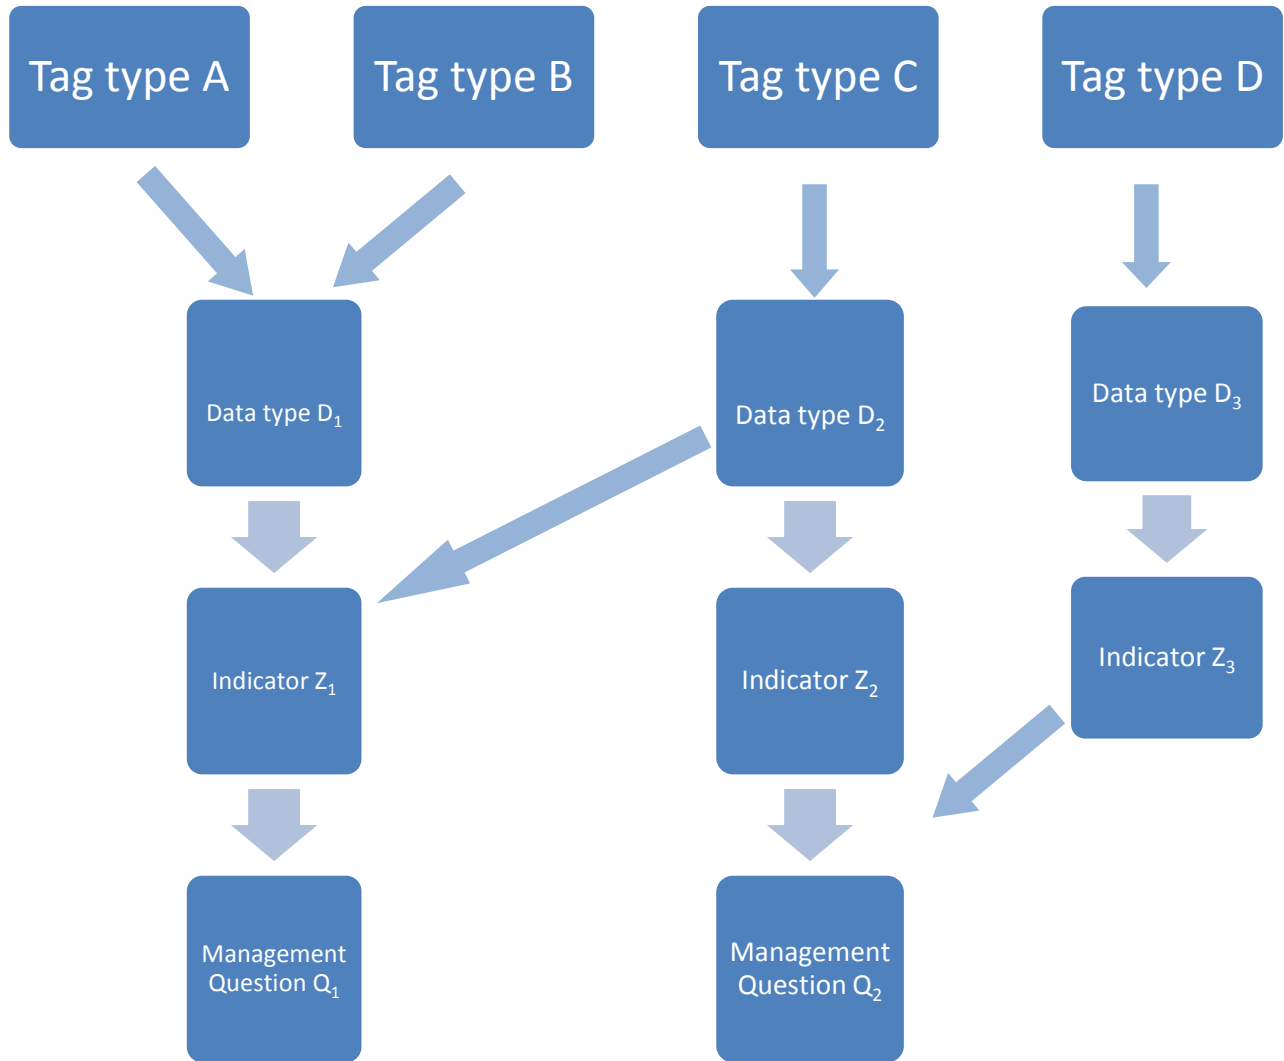 Tag type A
Tag type B
Tag type C
Tag type D
Data type D₁
Data type D₂
Data type D₃
Indicator Z₁
Indicator Z₂
Indicator Z₃
Management
Question Q₁
Management
Question Q₂